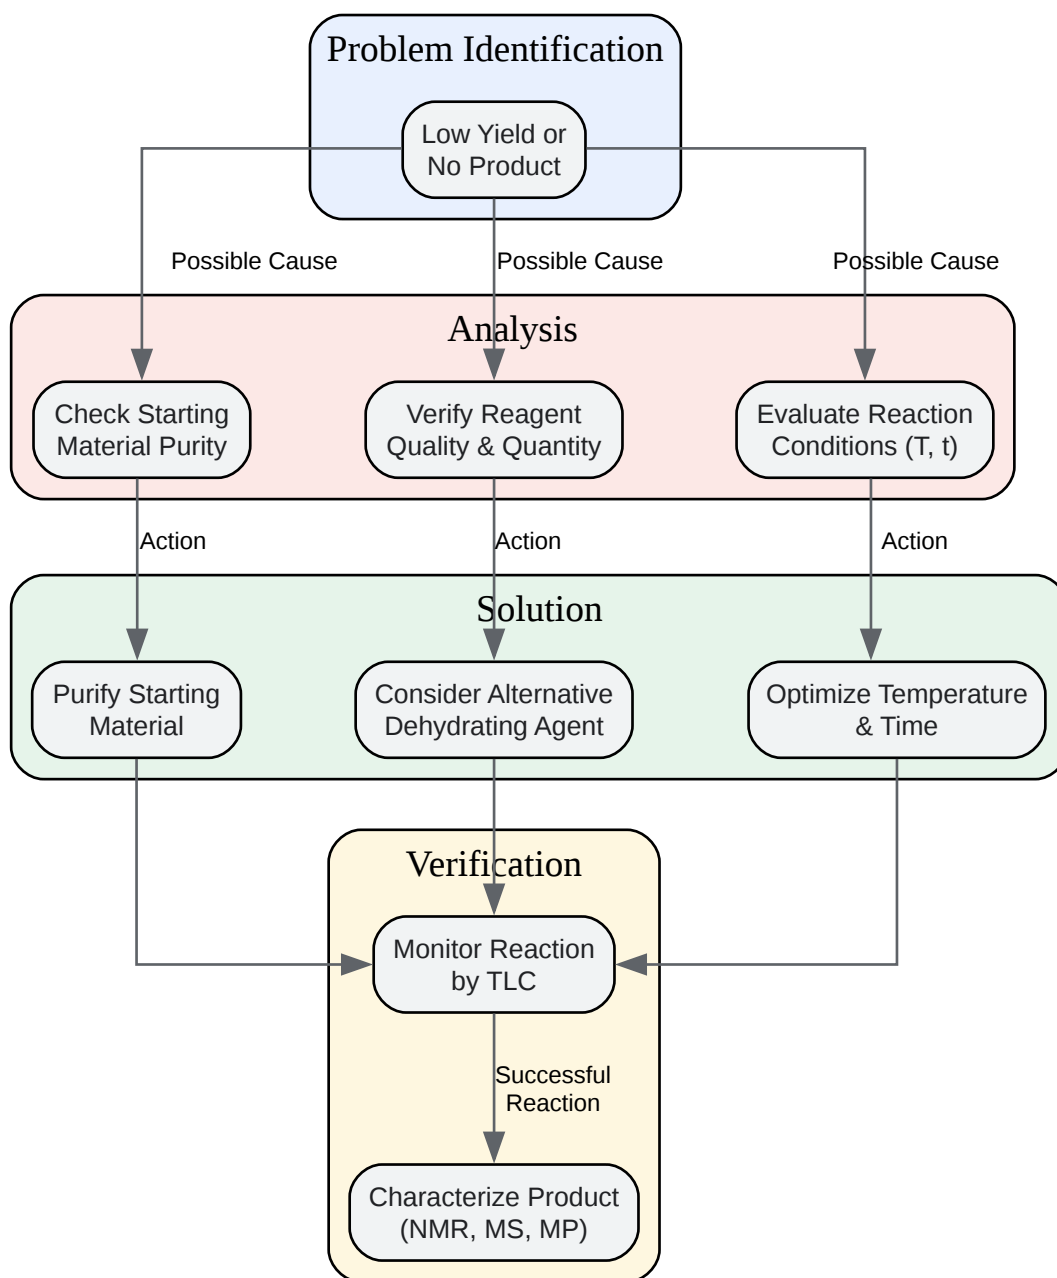 Problem Identification
Low Yield or
No Product
Possible Cause
Possible Cause
Possible Cause
Analysis
Check Starting
Material Purity
Verify Reagent
Quality & Quantity
Evaluate Reaction
Conditions (T, t)
Action
Action
Action
Solution
Purify Starting
Material
Consider Alternative
Dehydrating Agent
Optimize Temperature
& Time
Verification
Monitor Reaction
by TLC
Successful
Reaction
Characterize Product
(NMR, MS, MP)